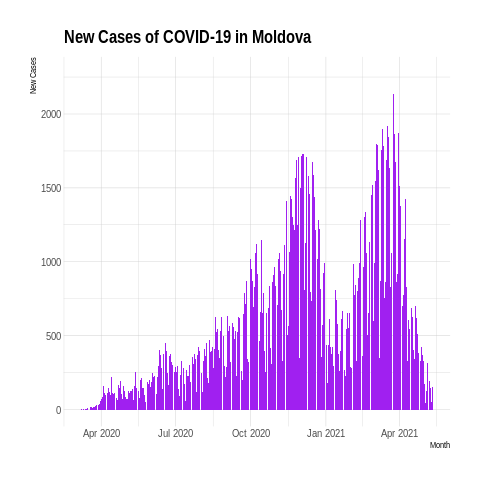 New Cases of COVID-19 in Moldova
New Cases
2000
1500
1000
500
0
Apr 2020 Jul 2020 Oct 2020 Jan 2021 Apr 2021
Month